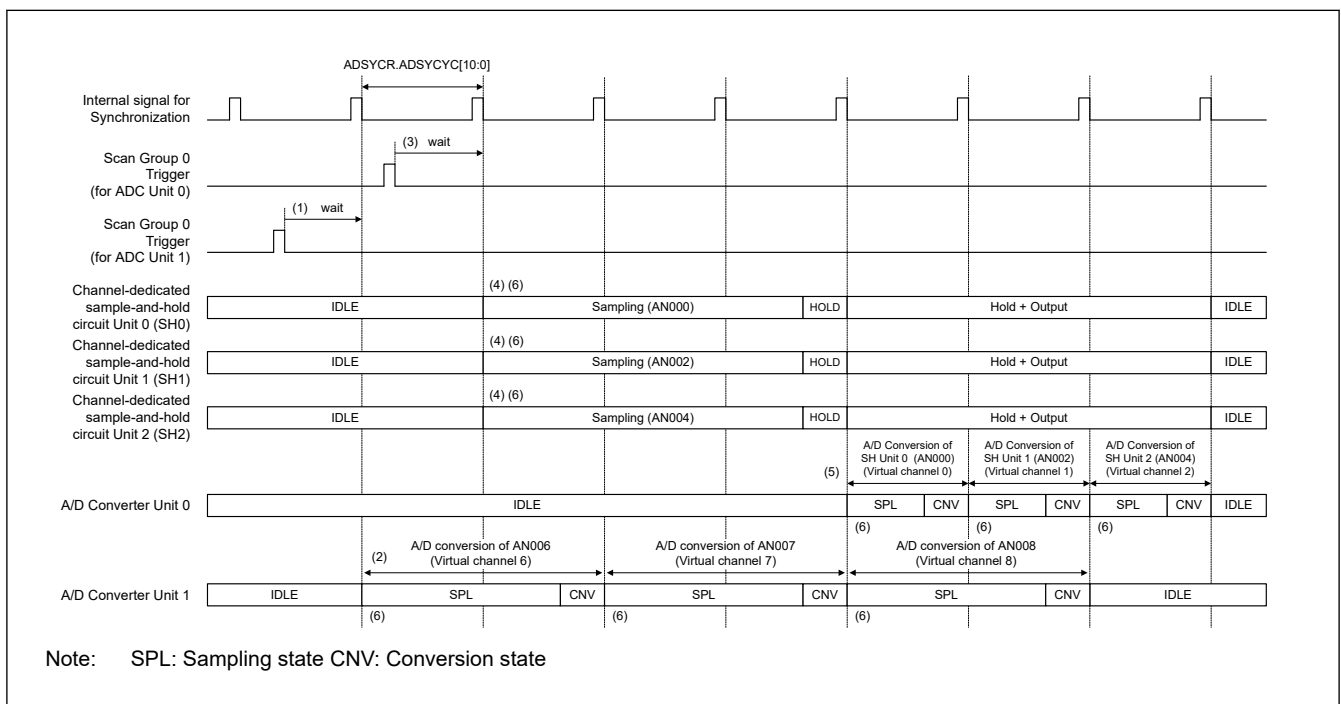 ADSYCR.ADSYCYC[10:0]
Internal signal for
Synchronization
(3) wait
Scan Group 0
Trigger
(for ADC Unit 0)
(1) wait
Scan Group 0
Trigger
(for ADC Unit 1)
Channel-dedicated
sample-and-hold
circuit Unit 0 (SH0)
(4) (6)
IDLE Sampling (AN000) HOLD Hold + Output IDLE
Channel-dedicated
sample-and-hold
circuit Unit 1 (SH1)
(4) (6)
IDLE Sampling (AN002) HOLD Hold + Output IDLE
Channel-dedicated
sample-and-hold
circuit Unit 2 (SH2)
(4) (6)
IDLE Sampling (AN004) HOLD Hold + Output IDLE
A/D Conversion of
SH Unit 0 (AN000)
(Virtual channel 0)
A/D Conversion of
SH Unit 1 (AN002)
(Virtual channel 1)
A/D Conversion of
SH Unit 2 (AN004)
(Virtual channel 2)
(5)
A/D Converter Unit 0
IDLE SPL CNV SPL CNV SPL CNV IDLE
(6) (6) (6)
(2)
A/D conversion of AN006
(Virtual channel 6)
A/D conversion of AN007
(Virtual channel 7)
A/D conversion of AN008
(Virtual channel 8)
A/D Converter Unit 1
IDLE SPL CNV SPL CNV SPL CNV IDLE
(6) (6) (6)
Note: SPL: Sampling state CNV: Conversion state